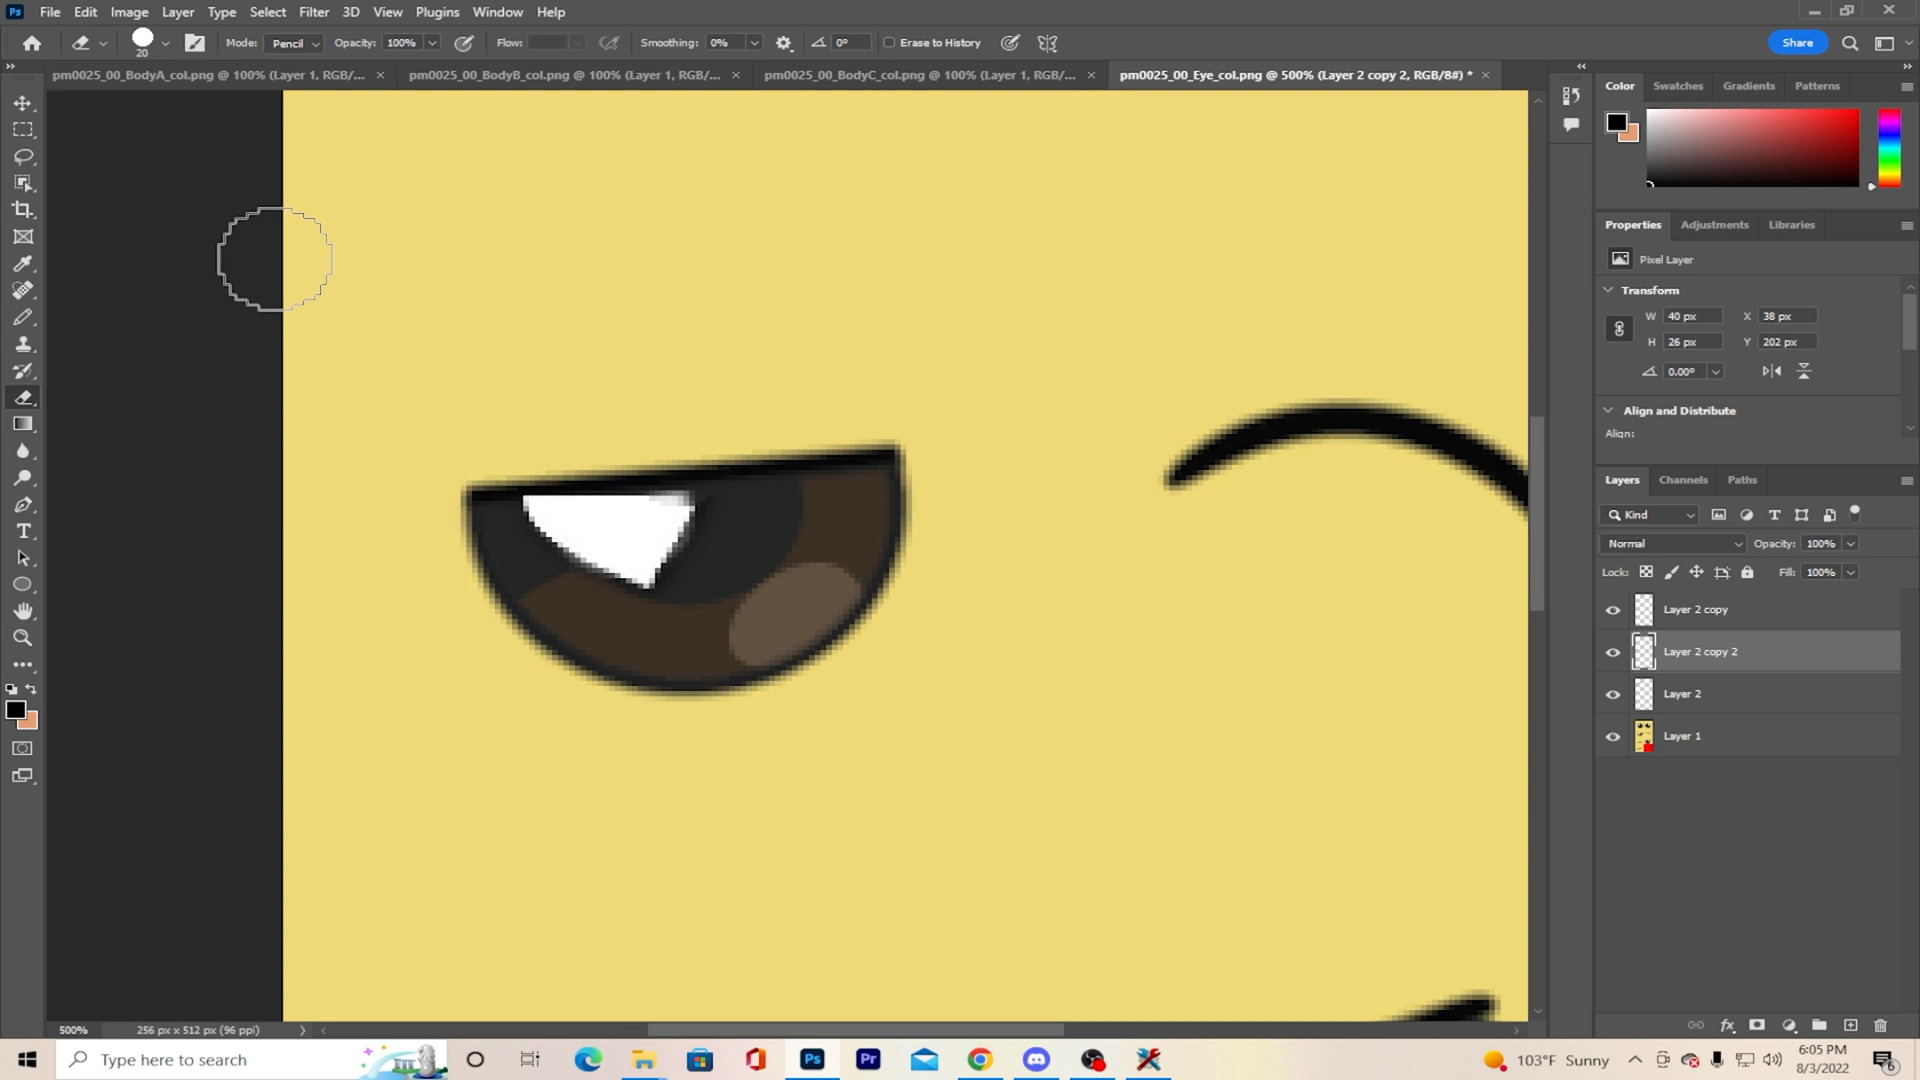 Ps File Edit Image Layer Type Select Filter 3D View Plugins Window Help
20 Mode: Pencil Opacity: 100% Flow: Smoothing: 0% 0° Erase to History Share
pm0025_00_BodyA_col.png @ 100% (Layer 1, RGB/... × pm0025_00_BodyB_col.png @ 100% (Layer 1, RGB/... × pm0025_00_BodyC_col.png @ 100% (Layer 1, RGB/... × pm0025_00_Eye_col.png @ 500% (Layer 2 copy 2, RGB/8#) * ×
Color Swatches Gradients Patterns
Properties Adjustments Libraries
Pixel Layer
Transform
W 40 px X 38 px
H 26 px Y 202 px
0.00°
Align and Distribute
Align:
Layers Channels Paths
Kind
Normal Opacity: 100%
Lock: Fill: 100%
Layer 2 copy
Layer 2 copy 2
Layer 2
Layer 1
fx
500% 256 px x 512 px (96 ppi)
Type here to search
Ps Pr
103°F Sunny
6:05 PM
8/3/2022
6